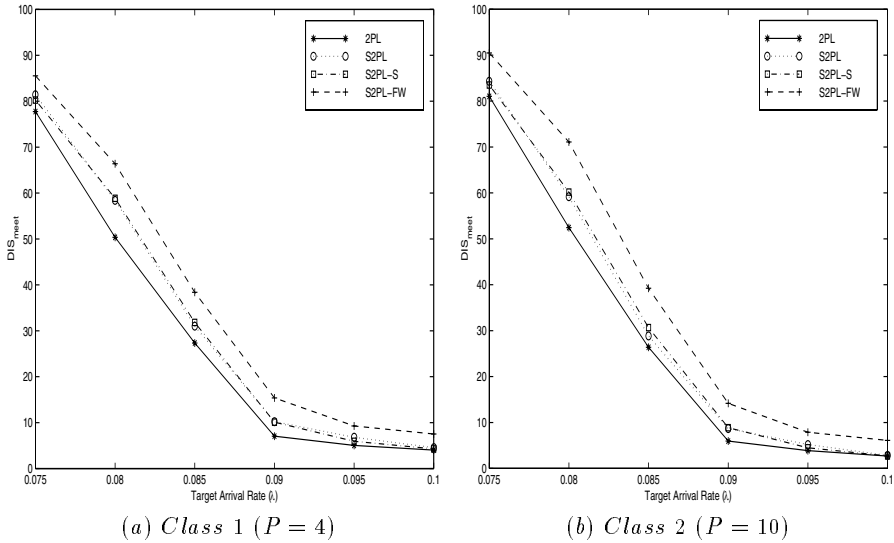 100
90
80
70
60
50
40
30
20
10
0
DIS_meet
2PL
S2PL
S2PL-S
S2PL-FW
0.075 0.08 0.085 0.09 0.095 0.1
Target Arrival Rate (λ)
(a) Class 1 (P = 4)
100
90
80
70
60
50
40
30
20
10
0
DIS_meet
2PL
S2PL
S2PL-S
S2PL-FW
0.075 0.08 0.085 0.09 0.095 0.1
Target Arrival Rate (λ)
(b) Class 2 (P = 10)